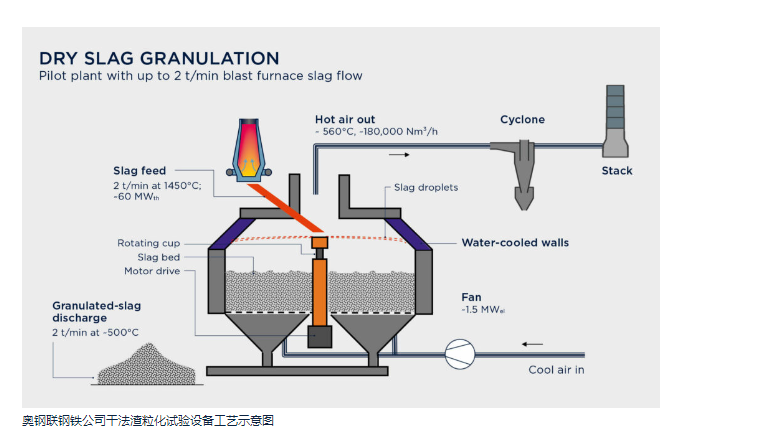 DRY SLAG GRANULATION
Pilot plant with up to 2 t/min blast furnace slag flow
Hot air out
~ 560°C, ~180,000 Nm³/h
Cyclone
Stack
Slag feed
2 t/min at 1450°C;
~60 MWth
Slag droplets
Rotating cup
Slag bed
Motor drive
Water-cooled walls
Granulated-slag
discharge
2 t/min at ~500°C
Fan
~1.5 MWel
Cool air in
奥钢联钢铁公司干法渣粒化试验设备工艺示意图